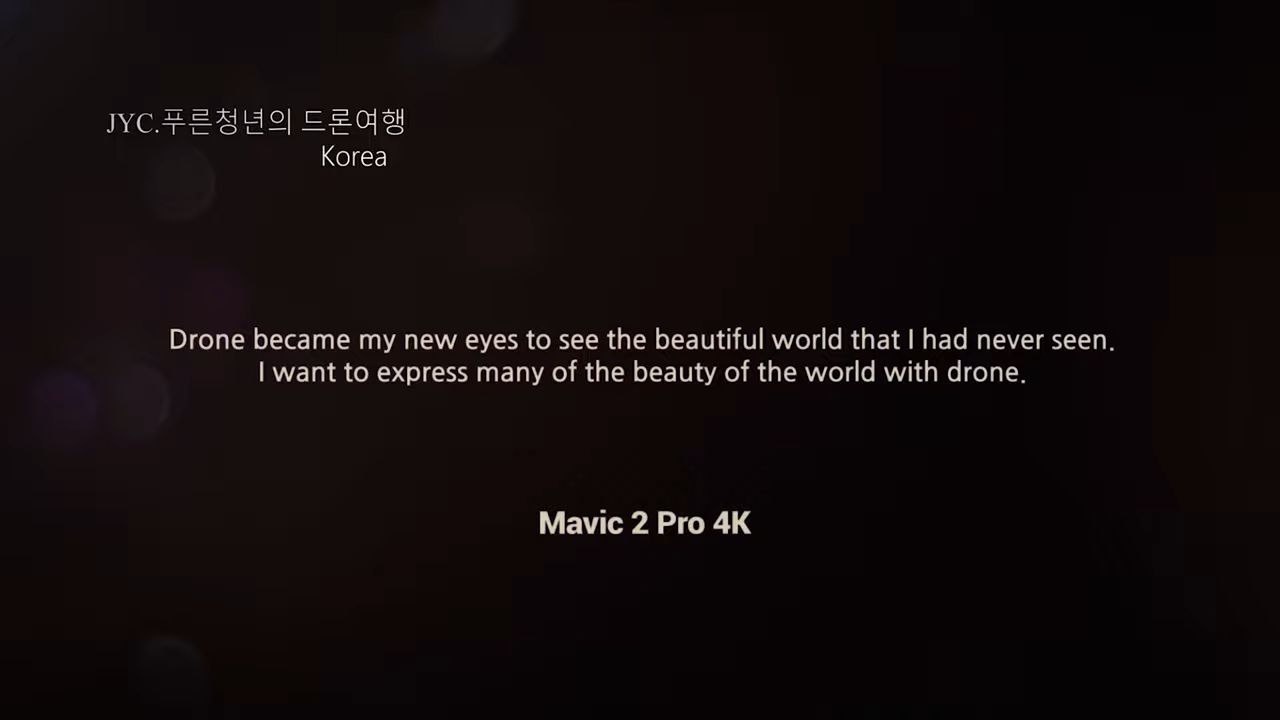 JYC.푸른청년의 드론여행
Korea
Drone became my new eyes to see the beautiful world that I had never seen.
I want to express many of the beauty of the world with drone.
Mavic 2 Pro 4K